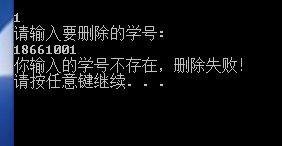 1
请输入要删除的学号：
18661001
你输入的学号不存在，删除失败！
请按任意键继续. . .